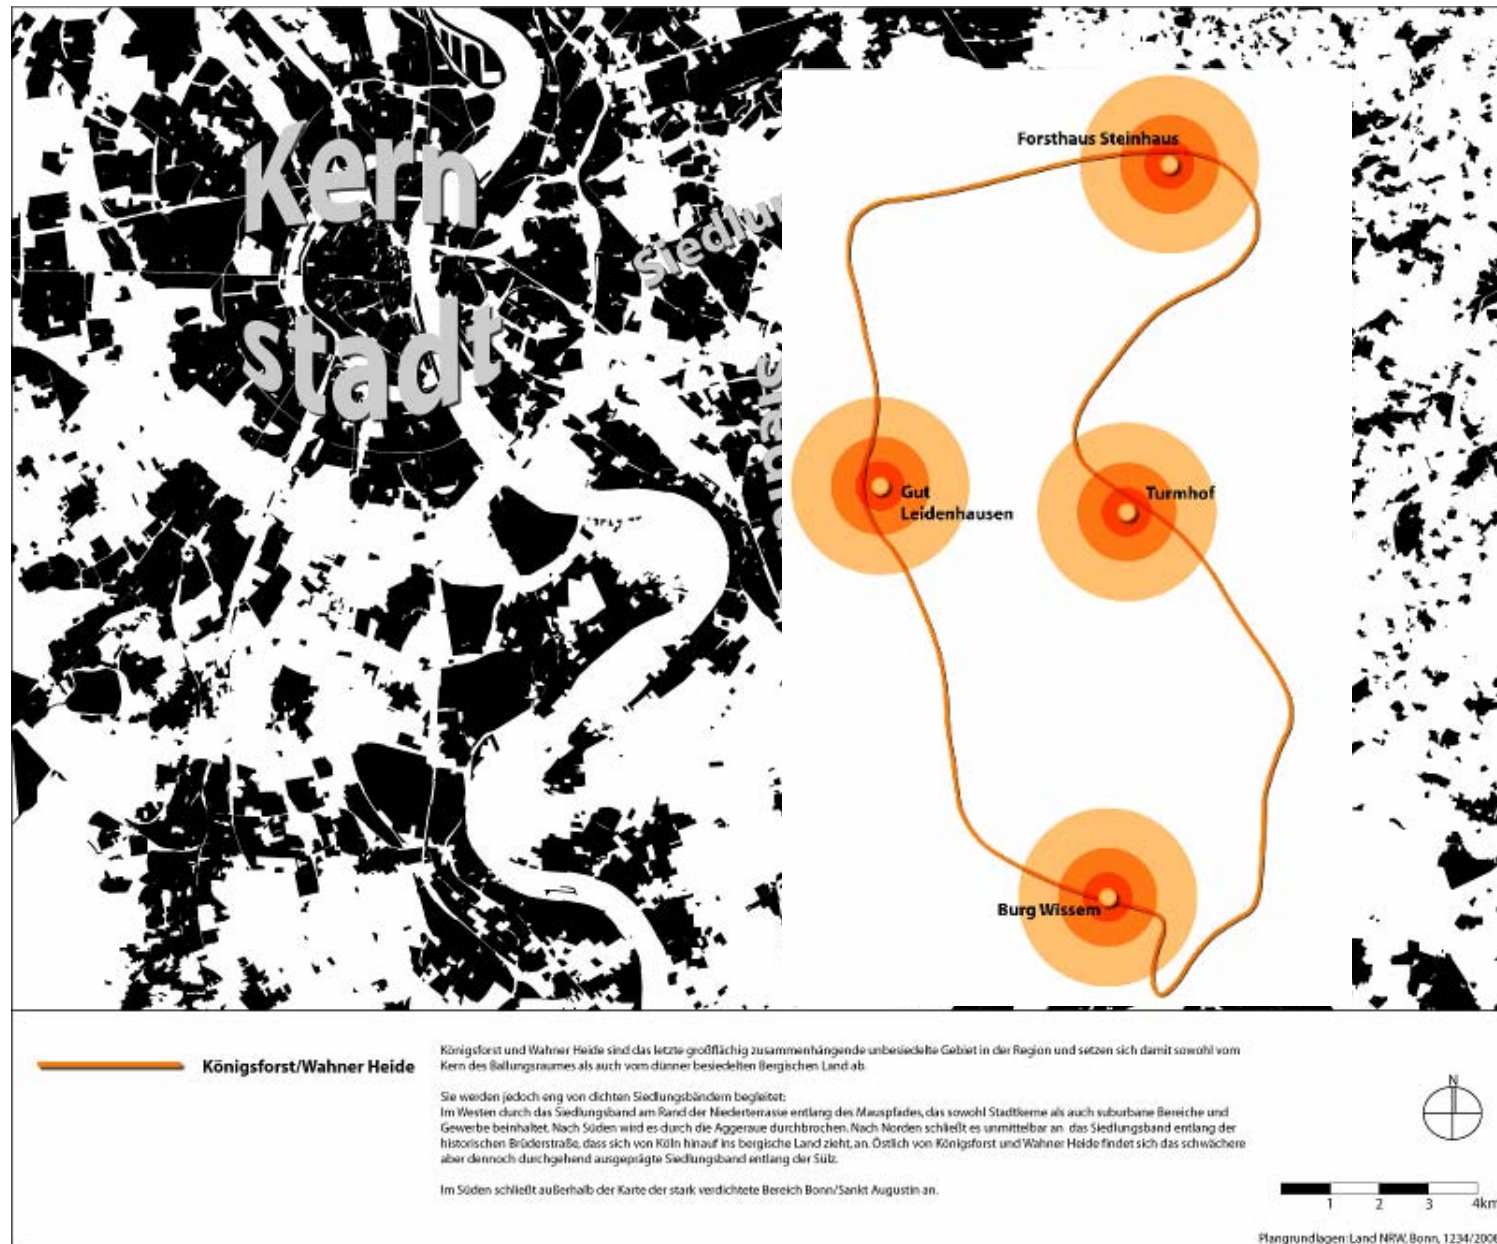 Kern
stadt
Forsthaus Steinhaus
Gut
Leidenhausen
Turmhof
Burg Wissem
Königsforst/Wahner Heide
Königsforst und Wahner Heide sind das letzte großflächig zusammenhängende unbesiedelte Gebiet in der Region und setzen sich damit sowohl vom
Kern des Ballungsraumes als auch vom dünner besiedelten Bergischen Land ab.
Sie werden jedoch eng von dichten Siedlungsbändern begleitet:
Im Westen durch das Siedlungsband am Rand der Niederterrasse entlang des Mauspfades, das sowohl Stadtkerne als auch suburbane Bereiche und
Gewerbe beinhaltet. Nach Süden wird es durch die Aggeraue durchbrochen. Nach Norden schließt es unmittelbar an das Siedlungsband entlang der
historischen Brüderstraße, dass sich von Köln hinauf ins bergische Land zieht, an. Östlich von Königsforst und Wahner Heide findet sich das schwächere
aber dennoch durchgehend ausgeprägte Siedlungsband entlang der Sülz.
Im Süden schließt außerhalb der Karte der stark verdichtete Bereich Bonn/Sankt Augustin an.
N
1 2 3 4km
Plangrundlagen: Land NRW, Bonn, 1234/2008